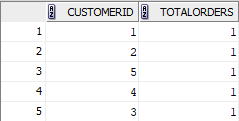 CUSTOMERID TOTALORDERS
1 1 1
2 2 1
3 5 1
4 4 1
5 3 1